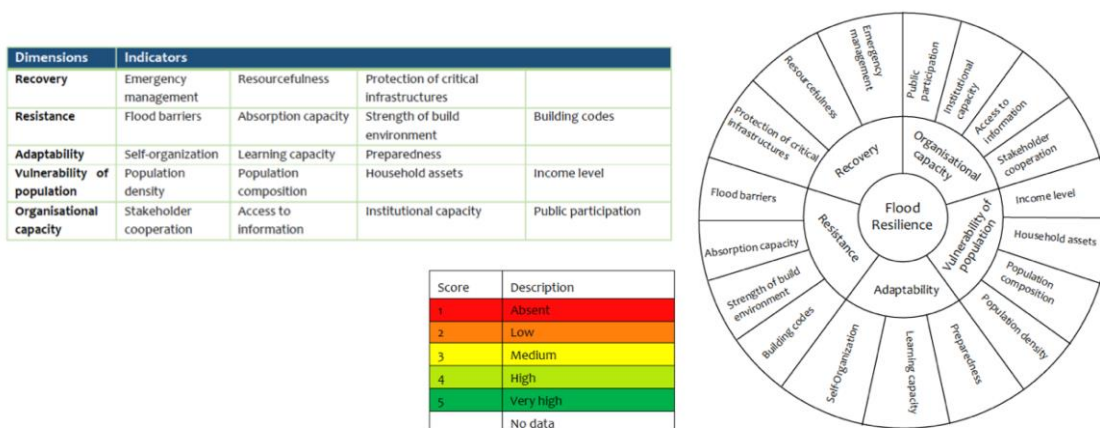 Dimensions Indicators
Recovery Emergency management Resourcefulness Protection of critical infrastructures
Resistance Flood barriers Absorption capacity Strength of build environment Building codes
Adaptability Self-organization Learning capacity Preparedness
Vulnerability of population Population density Population composition Household assets Income level
Organisational capacity Stakeholder cooperation Access to information Institutional capacity Public participation
Score Description
1 Absent
2 Low
3 Medium
4 High
5 Very high
No data
Flood
Resilience
Recovery
Organisational
capacity
Vulnerability of
population
Adaptability
Resistance
Emergency
management
Public
participation
Institutional
capacity
Access to
information
Stakeholder
cooperation
Income level
Household assets
Population
composition
Population density
Preparedness
Learning capacity
Self-Organization
Building codes
Strength of build
environment
Absorption capacity
Flood barriers
Protection of critical
infrastructures
Resourcefulness